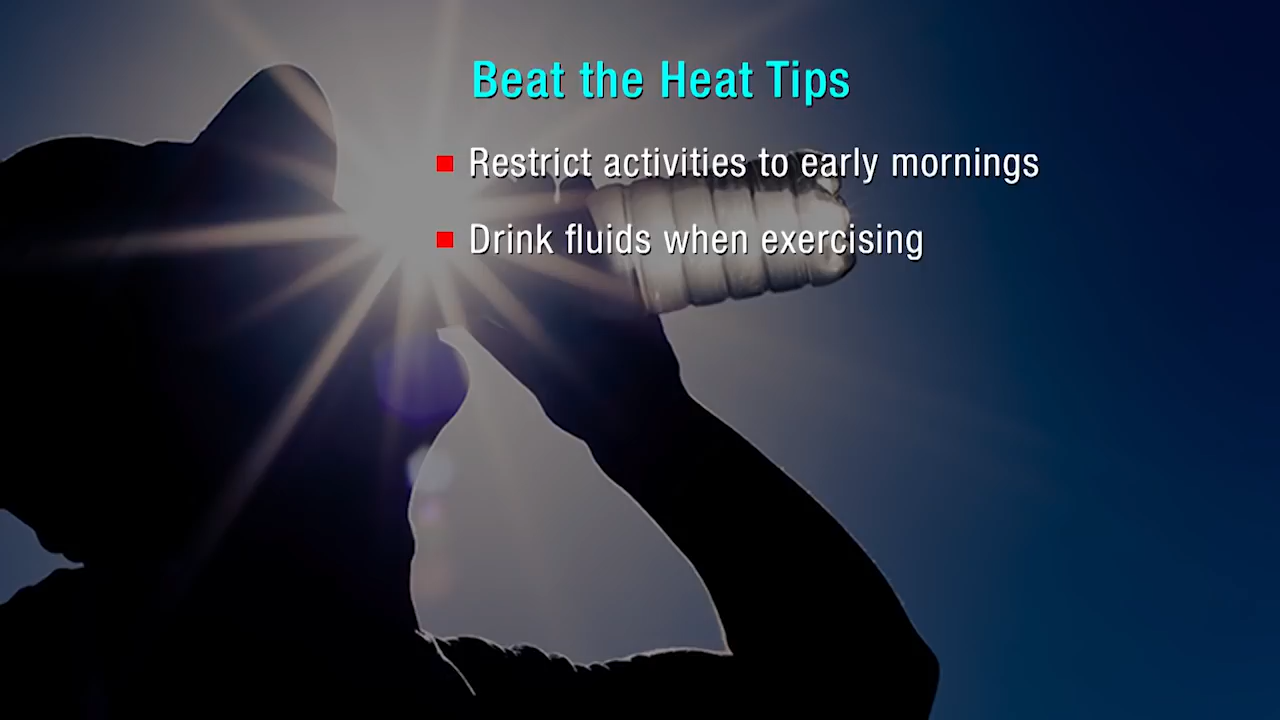 Beat the Heat Tips
Restrict activities to early mornings
Drink fluids when exercising